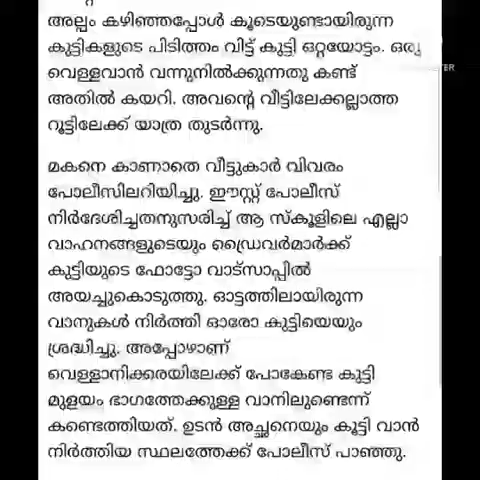 അല്പം കഴിഞ്ഞപ്പോൾ കൂടെയുണ്ടായിരുന്ന
കുട്ടികളുടെ പിടിത്തം വിട്ട് കുട്ടി ഒറ്റയോട്ടം. ഒരു
വെള്ളവാൻ വന്നുനിൽക്കുന്നതു കണ്ട്
അതിൽ കയറി. അവന്റെ വീട്ടിലേക്കല്ലാത്ത
റൂട്ടിലേക്ക് യാത്ര തുടർന്നു.
മകനെ കാണാതെ വീട്ടുകാർ വിവരം
പോലീസിലറിയിച്ചു. ഈസ്റ്റ് പോലീസ്
നിർദേശിച്ചതനുസരിച്ച് ആ സ്കൂളിലെ എല്ലാ
വാഹനങ്ങളുടെയും ഡ്രൈവർമാർക്ക്
കുട്ടിയുടെ ഫോട്ടോ വാട്സാപ്പിൽ
അയച്ചുകൊടുത്തു. ഓട്ടത്തിലായിരുന്ന
വാനുകൾ നിർത്തി ഓരോ കുട്ടിയെയും
ശ്രദ്ധിച്ചു. അപ്പോഴാണ്
വെള്ളാനിക്കരയിലേക്ക് പോകേണ്ട കുട്ടി
മുളയം ഭാഗത്തേക്കുള്ള വാനിലുണ്ടെന്ന്
കണ്ടെത്തിയത്. ഉടൻ അച്ഛനെയും കൂട്ടി വാൻ
നിർത്തിയ സ്ഥലത്തേക്ക് പോലീസ് പാഞ്ഞു.